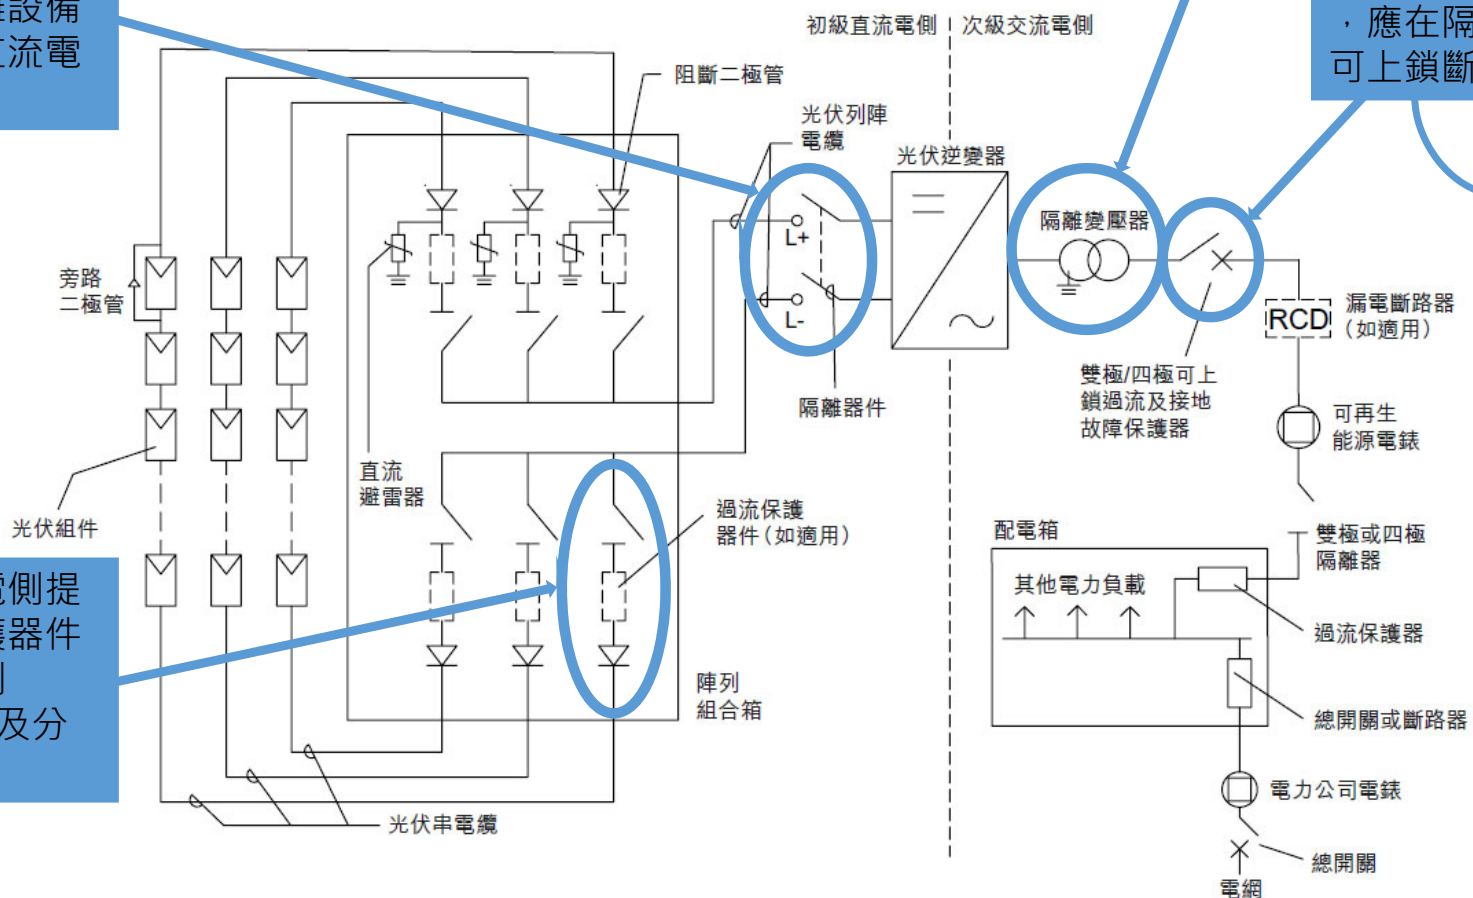 設備
直流電
初級直流電側
次級交流電側
，應在隔
可上鎖斷
阻斷二極管
光伏列陣
電纜
光伏逆變器
隔離變壓器
L+
L-
旁路
二極管
RCD
漏電斷路器
（如適用）
雙極/四極可上
鎖過流及接地
故障保護器
隔離器件
可再生
能源電錶
直流
避雷器
光伏組件
過流保護
器件（如適用）
配電箱
雙極或四極
隔離器
其他電力負載
電側提
護器件
及分
過流保護器
陣列
組合箱
總開關或斷路器
電力公司電錶
光伏串電纜
總開關
電網